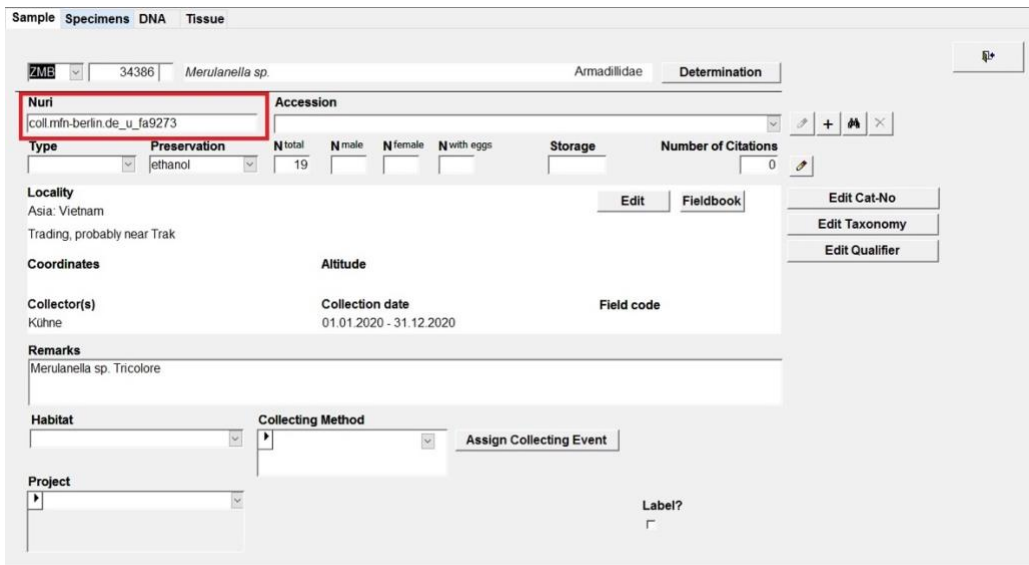 Sample Specimens DNA Tissue
ZMB 34386 Merulanella sp. Armadillidae Determination
Nuri Accession
coll.mfn-berlin.de_u_fa9273
Type Preservation N total N male N female N with eggs Storage Number of Citations
ethanol 19 0
Locality Edit Fieldbook Edit Cat-No
Asia: Vietnam
Edit Taxonomy
Trading, probably near Trak
Edit Qualifier
Coordinates Altitude
Collector(s) Collection date Field code
Kühne 01.01.2020 - 31.12.2020
Remarks
Merulanella sp. Tricolore
Habitat Collecting Method
Assign Collecting Event
Project
Label?